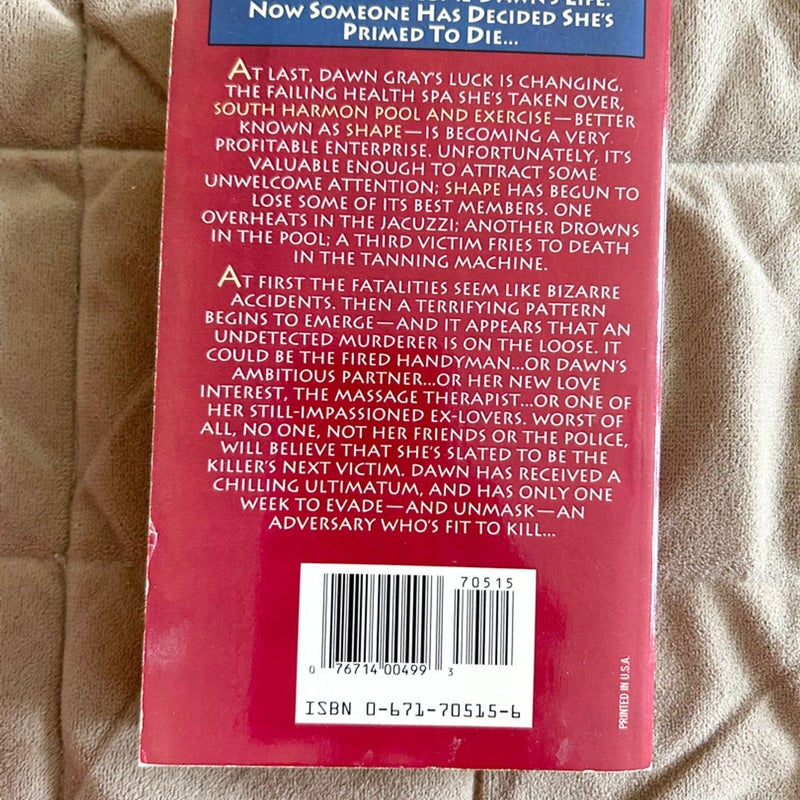 DAWN'S LIFE.
NOW SOMEONE HAS DECIDED SHE'S
PRIMED TO DIE...
AT LAST, DAWN GRAY'S LUCK IS CHANGING.
THE FAILING HEALTH SPA SHE'S TAKEN OVER,
SOUTH HARMON POOL AND EXERCISE—BETTER
KNOWN AS SHAPE—IS BECOMING A VERY
PROFITABLE ENTERPRISE. UNFORTUNATELY, IT'S
VALUABLE ENOUGH TO ATTRACT SOME
UNWELCOME ATTENTION; SHAPE HAS BEGUN TO
LOSE SOME OF ITS BEST MEMBERS. ONE
OVERHEATS IN THE JACUZZI; ANOTHER DROWNS
IN THE POOL; A THIRD VICTIM FRIES TO DEATH
IN THE TANNING MACHINE.
AT FIRST THE FATALITIES SEEM LIKE BIZARRE
ACCIDENTS. THEN A TERRIFYING PATTERN
BEGINS TO EMERGE—AND IT APPEARS THAT AN
UNDETECTED MURDERER IS ON THE LOOSE. IT
COULD BE THE FIRED HANDYMAN...OR DAWN'S
AMBITIOUS PARTNER...OR HER NEW LOVE
INTEREST, THE MASSAGE THERAPIST...OR ONE OF
HER STILL-IMPASSIONED EX-LOVERS. WORST OF
ALL, NO ONE, NOT HER FRIENDS OR THE POLICE,
WILL BELIEVE THAT SHE'S SLATED TO BE THE
KILLER'S NEXT VICTIM. DAWN HAS RECEIVED A
CHILLING ULTIMATUM, AND HAS ONLY ONE
WEEK TO EVADE—AND UNMASK—AN
ADVERSARY WHO'S FIT TO KILL...
70515
0 76714 00499 3
ISBN 0-671-70515-6
PRINTED IN U.S.A.